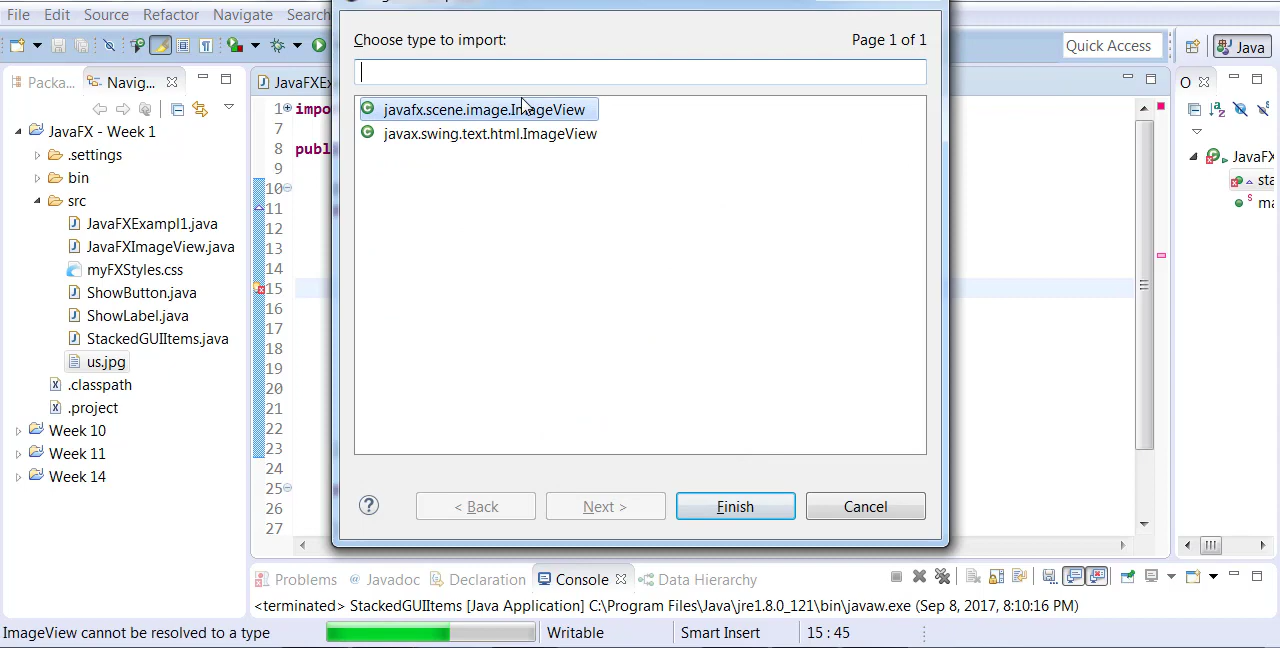 File Edit Source Refactor Navigate Search
Choose type to import:
Page 1 of 1
javafx.scene.image.ImageView
javax.swing.text.html.ImageView
< Back
Next >
Finish
Cancel
Quick Access
Java
Packa...
Navig...
JavaFX - Week 1
.settings
bin
src
JavaFXExampl1.java
JavaFXImageView.java
myFXStyles.css
ShowButton.java
ShowLabel.java
StackedGUIItems.java
us.jpg
.classpath
.project
Week 10
Week 11
Week 14
JavaFXEx
1 impo
7
8 publ
9
10
11
12
13
14
15
16
17
18
19
20
21
22
23
24
25
26
27
O
JavaFX
sta
ma
Problems @ Javadoc Declaration Console Data Hierarchy
<terminated> StackedGUIItems [Java Application] C:\Program Files\Java\jre1.8.0_121\bin\javaw.exe (Sep 8, 2017, 8:10:16 PM)
ImageView cannot be resolved to a type
Writable
Smart Insert
15 : 45